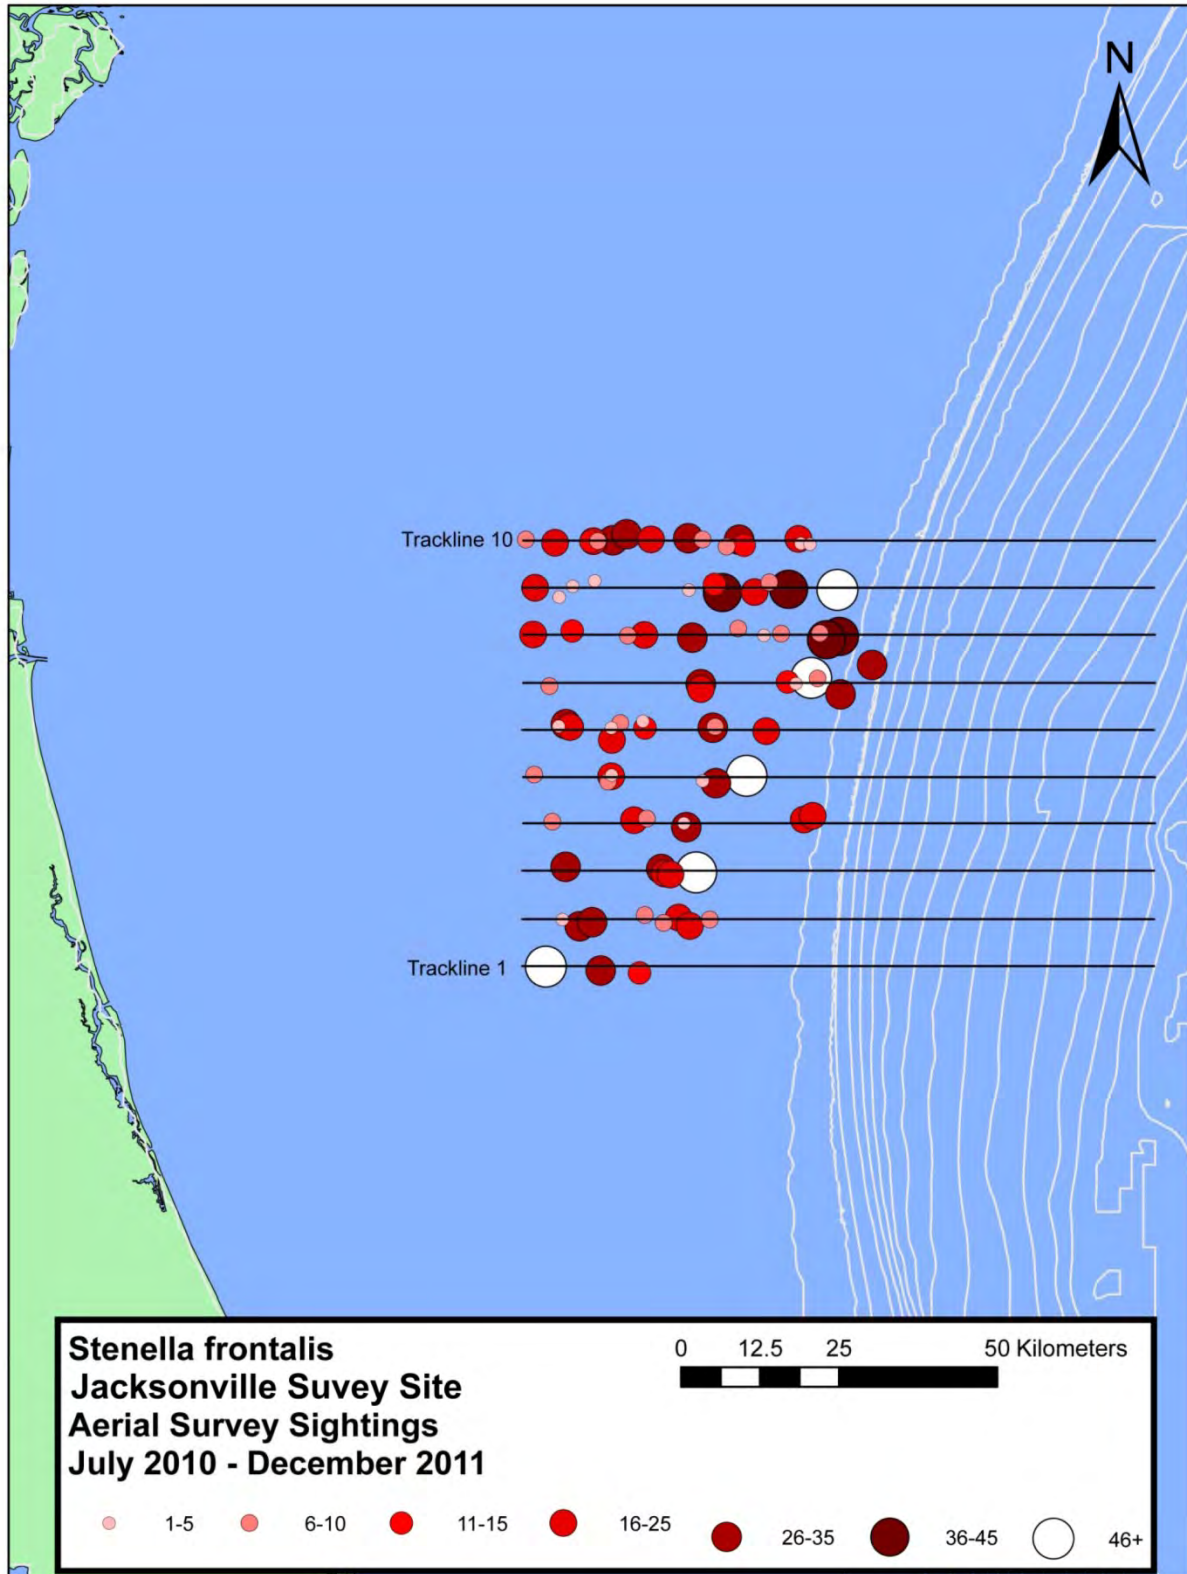 N
Trackline 10
Trackline 1
Stenella frontalis
Jacksonville Suvey Site
Aerial Survey Sightings
July 2010 - December 2011
0 12.5 25 50 Kilometers
1-5 6-10 11-15 16-25 26-35 36-45 46+